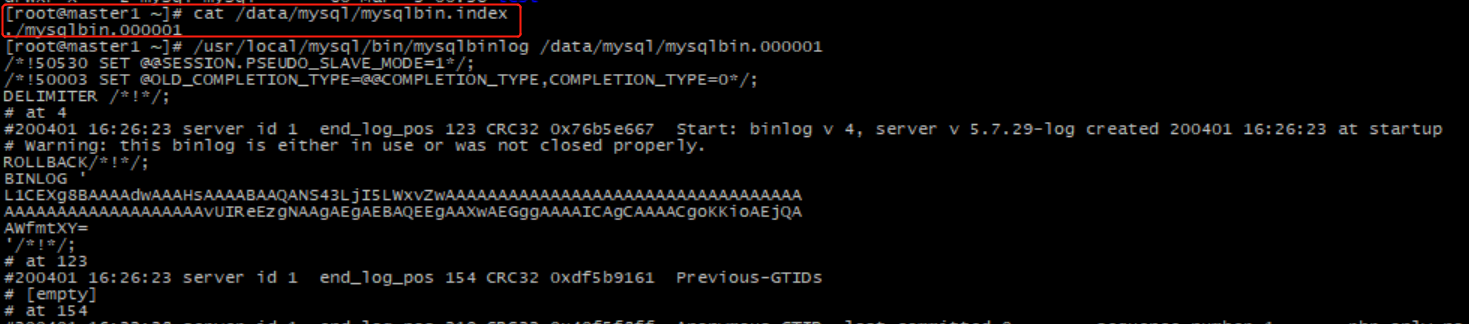 [root@master1 ~]# cat /data/mysql/mysqlbin.index
./mysqlbin.000001
[root@master1 ~]# /usr/local/mysql/bin/mysqlbinlog /data/mysql/mysqlbin.000001
/*!50530 SET @@SESSION.PSEUDO_SLAVE_MODE=1*/;
/*!50003 SET @OLD_COMPLETION_TYPE=@@COMPLETION_TYPE,COMPLETION_TYPE=0*/;
DELIMITER /*!*/;
# at 4
#200401 16:26:23 server id 1  end_log_pos 123 CRC32 0x76b5e667  Start: binlog v 4, server v 5.7.29-log created 200401 16:26:23 at startup
# Warning: this binlog is either in use or was not closed properly.
ROLLBACK/*!*/;
BINLOG '
L1CEXg8BAAAAdwAAAHsAAAABAAQANS43LjI5LWxvZwAAAAAAAAAAAAAAAAAAAAAAAAAAAAAAAAAA
AAAAAAAAAAAAAAAAAAAvUIReEzgNAAgAEgAEBAQEEgAAXwAEGggAAAAICAgCAAAACgoKKioAEjQA
AWfmtXY=
'/*!*/;
# at 123
#200401 16:26:23 server id 1  end_log_pos 154 CRC32 0xdf5b9161  Previous-GTIDs
# [empty]
# at 154